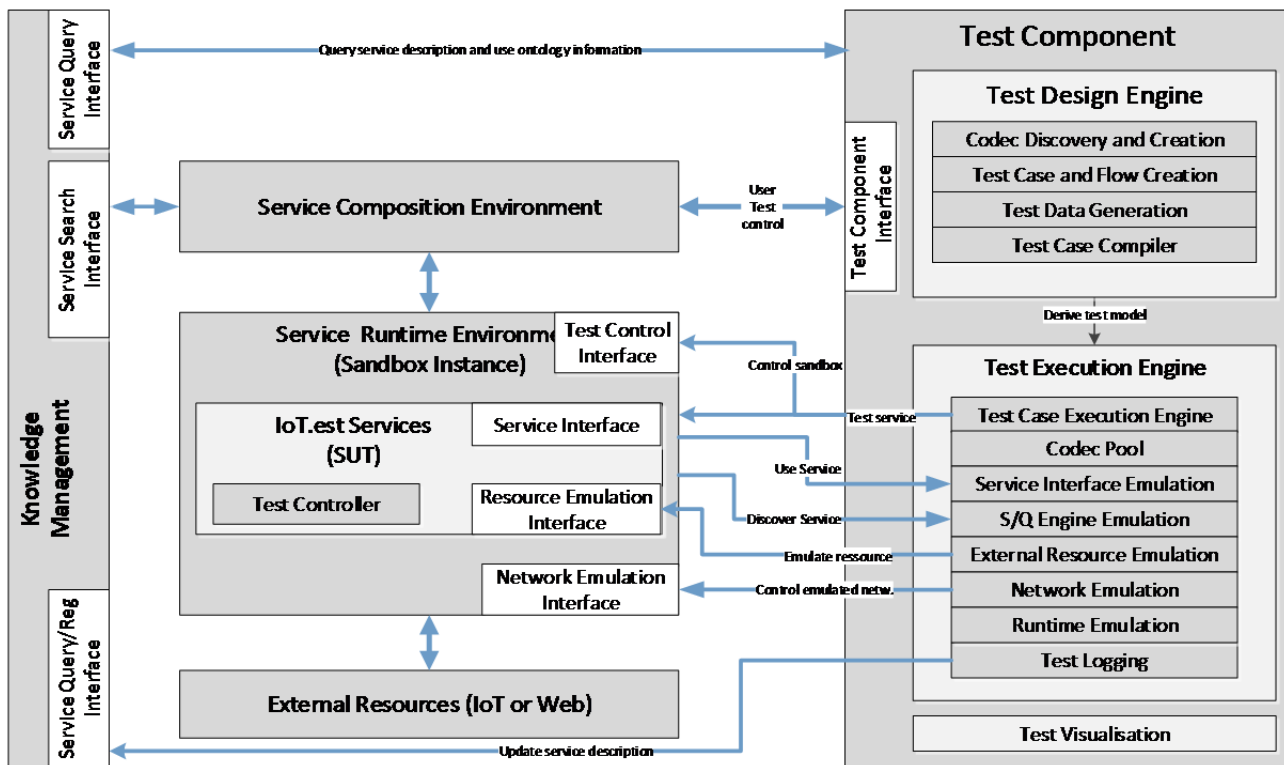 Service Query
Interface
Query service description and use ontology information
Test Component
Test Design Engine
Codec Discovery and Creation
Test Case and Flow Creation
Test Data Generation
Test Case Compiler
Test Component
Interface
Service Search
Interface
Service Composition Environment
User
Test
control
Derive test model
Service Runtime Environme
(Sandbox Instance)
Test Control
Interface
Control sandbox
Test Execution Engine
Test Case Execution Engine
Codec Pool
Service Interface Emulation
S/Q Engine Emulation
External Resource Emulation
Network Emulation
Runtime Emulation
Test Logging
Test service
IoT.est Services
(SUT)
Service Interface
Use Service
Test Controller
Resource Emulation
Interface
Discover Service
Emulate ressource
Network Emulation
Interface
Control emulated netw.
Knowledge
Management
Service Query/Reg
Interface
External Resources (IoT or Web)
Update service description
Test Visualisation